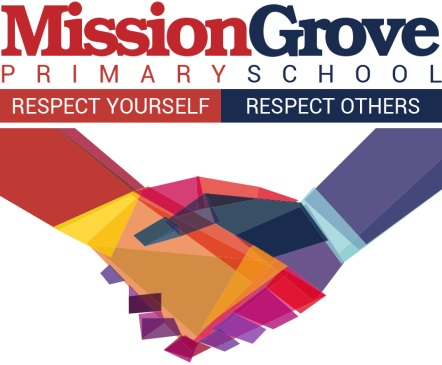 MissionGrove
PRIMARY SCHOOL
RESPECT YOURSELF RESPECT OTHERS